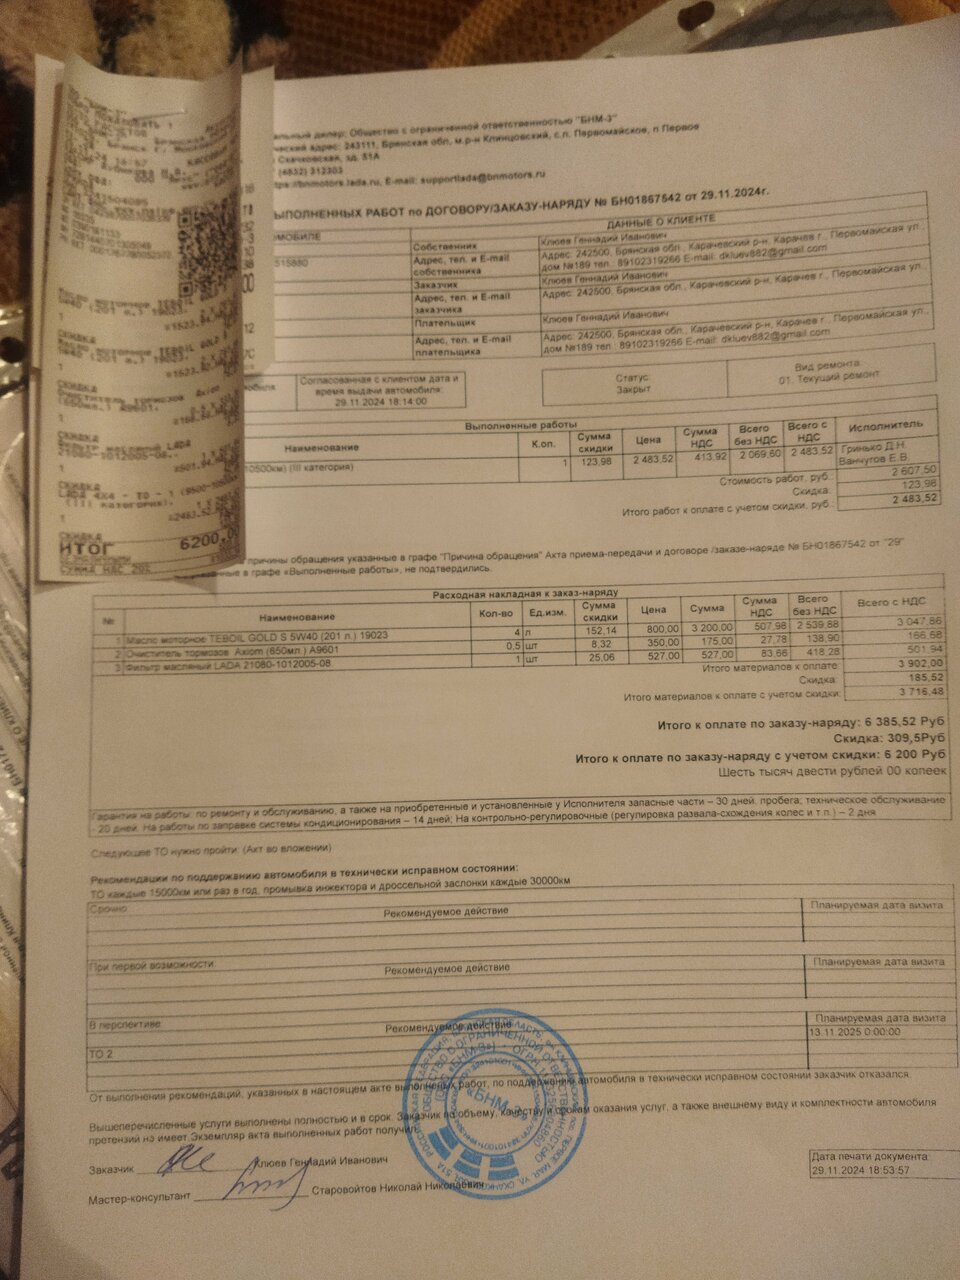 альный дилер: Общество с ограниченной ответственностью "БНМ-3"
ческий адрес: 243111, Брянская обл, м.р-н Клинцовский, с.п. Первомайское, п Первое
Скачковская, зд. 51А
(4832) 312303
tps://bnmotors.lada.ru, E-mail: supportlada@bnmotors.ru
ЫПОЛНЕННЫХ РАБОТ по ДОГОВОРУ/ЗАКАЗУ-НАРЯДУ № БН01867542 от 29.11.2024г.
МОБИЛЕ
ДАННЫЕ О КЛИЕНТЕ
515880
Собственник
Клюев Геннадий Иванович
Адрес, тел. и E-mail собственника
Адрес: 242500, Брянская обл., Карачевский р-н, Карачев г., Первомайская ул.,
дом №189 тел.: 89102319266 E-mail: dkluev882@gmail.com
Заказчик
Клюев Геннадий Иванович
Адрес, тел. и E-mail заказчика
Адрес: 242500, Брянская обл., Карачевский р-н, Карачев г., Первомайская ул.,
Плательщик
Клюев Геннадий Иванович
Адрес, тел. и E-mail плательщика
Адрес: 242500, Брянская обл., Карачевский р-н, Карачев г., Первомайская ул.,
дом №189 тел.: 89102319266 E-mail: dkluev882@gmail.com
Согласованная с клиентом дата и
время выдачи автомобиля:
29.11.2024 18:14:00
Статус
Закрыт
Вид ремонта
01. Текущий ремонт
Выполненные работы
Наименование К.оп. Сумма скидки Цена Сумма НДС Всего без НДС Всего с НДС Исполнитель
10500км) (III категория) 1 123,98 2 483,52 413,92 2 069,60 2 483,52 Гринько Д.Н.
Ванчугов Е.В.
Стоимость работ, руб.: 2 607,50
Скидка: 123,98
Итого работ к оплате с учетом скидки, руб.: 2 483,52
причины обращения указанные в графе "Причина обращения" Акта приема-передачи и договоре /заказе-наряде № БН01867542 от "29"
указанные в графе «Выполненные работы», не подтвердились.
Расходная накладная к заказ-наряду
№ Наименование Кол-во Ед.изм. Сумма скидки Цена Сумма Сумма НДС Всего без НДС Всего с НДС
1 Масло моторное TEBOIL GOLD S 5W40 (201 л.) 19023 4 л 152,14 800,00 3 200,00 507,98 2 539,88 3 047,86
2 Очиститель тормозов Axiom (650мл.) A9601 0,5 шт 8,32 350,00 175,00 27,78 138,90 166,68
3 Фильтр масляный LADA 21080-1012005-08 1 шт 25,06 527,00 527,00 83,66 418,28 501,94
Итого материалов к оплате: 3 902,00
Скидка: 185,52
Итого материалов к оплате с учетом скидки: 3 716,48
Итого к оплате по заказу-наряду: 6 385,52 Руб
Скидка: 309,5Руб
Итого к оплате по заказу-наряду с учетом скидки: 6 200 Руб
Шесть тысяч двести рублей 00 копеек
Гарантия на работы: по ремонту и обслуживанию, а также на приобретенные и установленные у Исполнителя запасные части – 30 дней. пробега; техническое обслуживание
- 20 дней. На работы по заправке системы кондиционирования – 14 дней; На контрольно-регулировочные (регулировка развала-схождения колес и т.п.) – 2 дня
Следующее ТО нужно пройти: (Акт во вложении)
Рекомендации по поддержанию автомобиля в технически исправном состоянии:
ТО каждые 15000км или раз в год, промывка инжектора и дроссельной заслонки каждые 30000км
Срочно:
Рекомендуемое действие
Планируемая дата визита
При первой возможности:
Рекомендуемое действие
Планируемая дата визита
В перспективе:
Рекомендуемое действие
Планируемая дата визита
13.11.2025 0:00:00
ТО 2
От выполнения рекомендаций, указанных в настоящем акте выполненых работ, по поддержанию автомобиля в технически исправном состоянии заказчик отказался
Вышеперечисленные услуги выполнены полностью и в срок. Заказчик по объему, качеству и срокам оказания услуг, а также внешнему виду и комплектности автомобиля
претензий не имеет. Экземпляр акта выполненных работ получил.
Заказчик Клюев Геннадий Иванович
Мастер-консультант Старовойтов Николай Николаевич
Дата печати документа:
29.11.2024 18:53:57
«БНМ-3»
СКИДКА
ИТОГ 6200,0